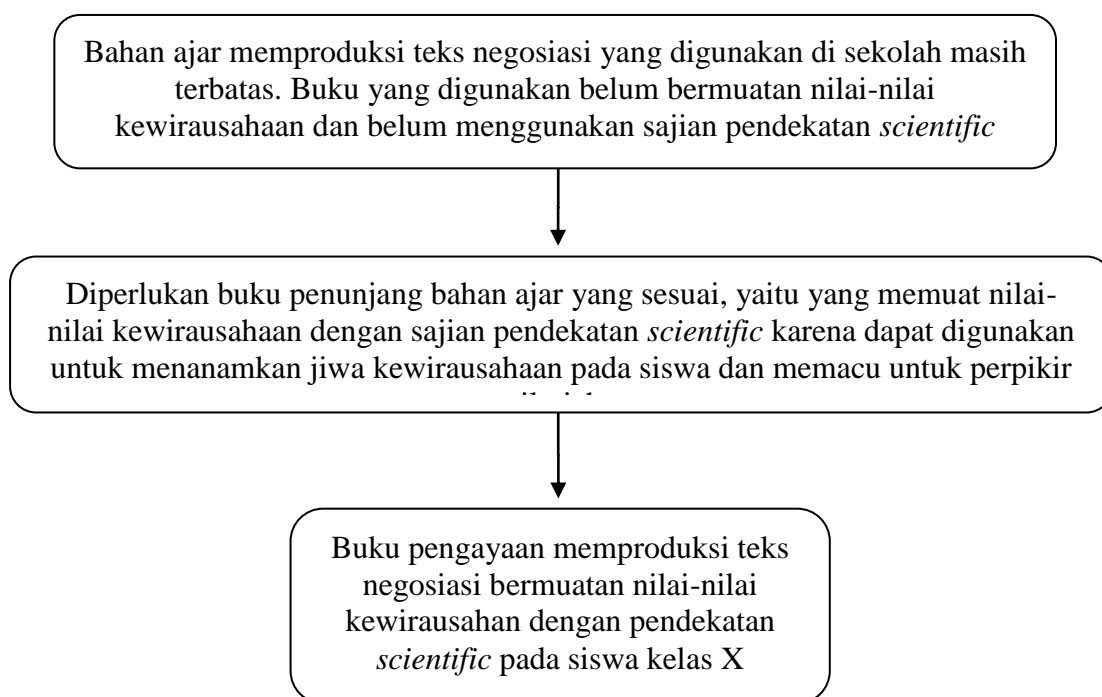 Bahan ajar memproduksi teks negosiasi yang digunakan di sekolah masih
terbatas. Buku yang digunakan belum bermuatan nilai-nilai
kewirausahaan dan belum menggunakan sajian pendekatan scientific
Diperlukan buku penunjang bahan ajar yang sesuai, yaitu yang memuat nilai-
nilai kewirausahaan dengan sajian pendekatan scientific karena dapat digunakan
untuk menanamkan jiwa kewirausahaan pada siswa dan memacu untuk perpikir
Buku pengayaan memproduksi teks
negosiasi bermuatan nilai-nilai
kewirausahan dengan pendekatan
scientific pada siswa kelas X